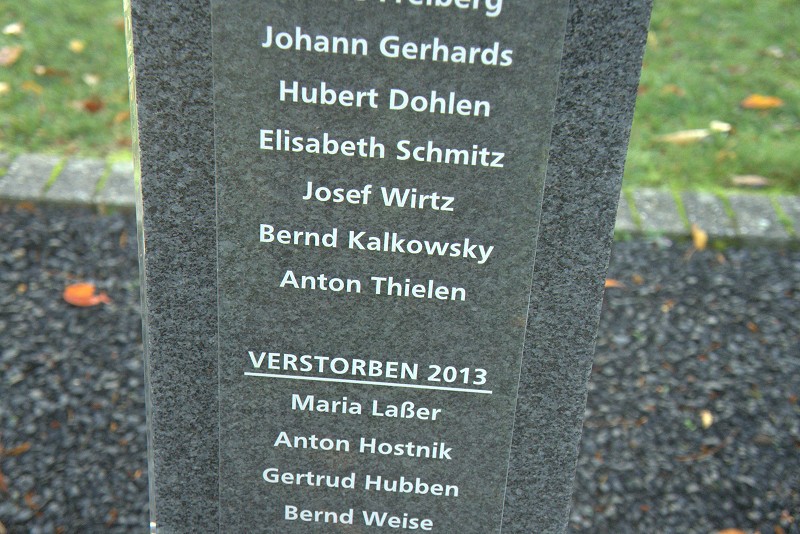 Freiberg
Johann Gerhards
Hubert Dohlen
Elisabeth Schmitz
Josef Wirtz
Bernd Kalkowsky
Anton Thielen
VERSTORBEN 2013
Maria Laßer
Anton Hostnik
Gertrud Hubben
Bernd Weise